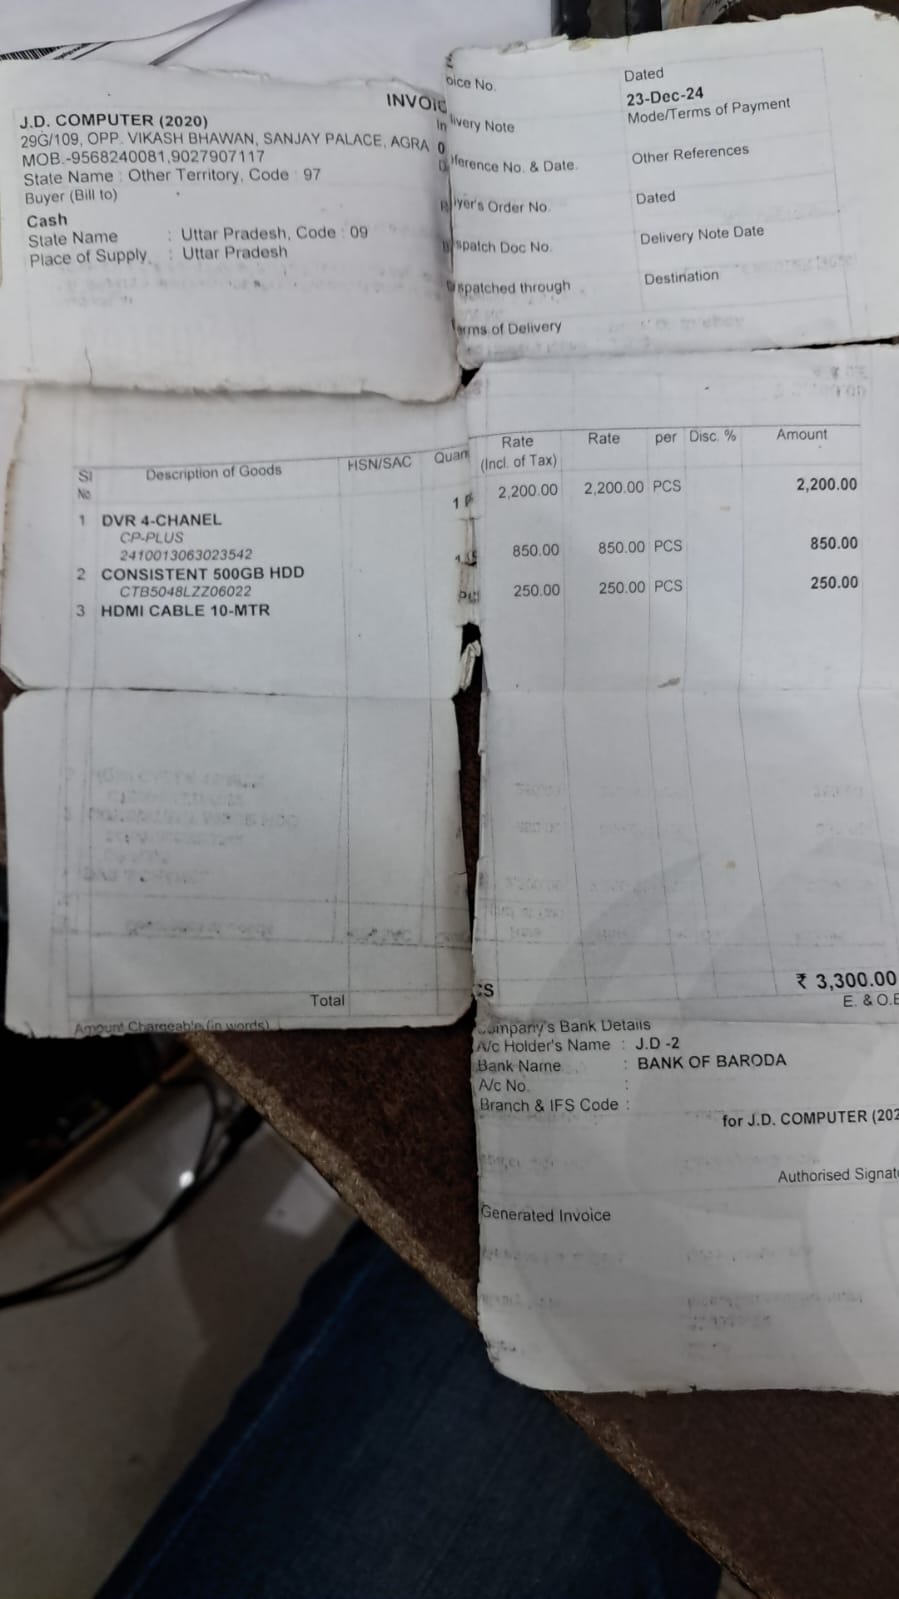 INVOIC
J.D. COMPUTER (2020)
29G/109, OPP. VIKASH BHAWAN, SANJAY PALACE, AGRA
MOB.-9568240081,9027907117
State Name : Other Territory, Code : 97
Buyer (Bill to)
Cash
State Name : Uttar Pradesh, Code : 09
Place of Supply : Uttar Pradesh
oice No.
Dated
23-Dec-24
livery Note
Mode/Terms of Payment
ference No. & Date.
Other References
yer's Order No.
Dated
spatch Doc No.
Delivery Note Date
spatched through
Destination
erms of Delivery
Sl No. Description of Goods HSN/SAC Quan Rate (Incl. of Tax) Rate per Disc. % Amount
1 DVR 4-CHANEL 1 2,200.00 2,200.00 PCS 2,200.00
CP-PLUS
2410013063023542
2 CONSISTENT 500GB HDD 850.00 850.00 PCS 850.00
CTB5048LZZ06022
3 HDMI CABLE 10-MTR 250.00 250.00 PCS 250.00
Total CS ₹ 3,300.00
Amount Chargeable (in words)
E. & O.E
ompany's Bank Details
A/c Holder's Name : J.D -2
Bank Name : BANK OF BARODA
A/c No. :
Branch & IFS Code :
for J.D. COMPUTER (202
Authorised Signat
Generated Invoice